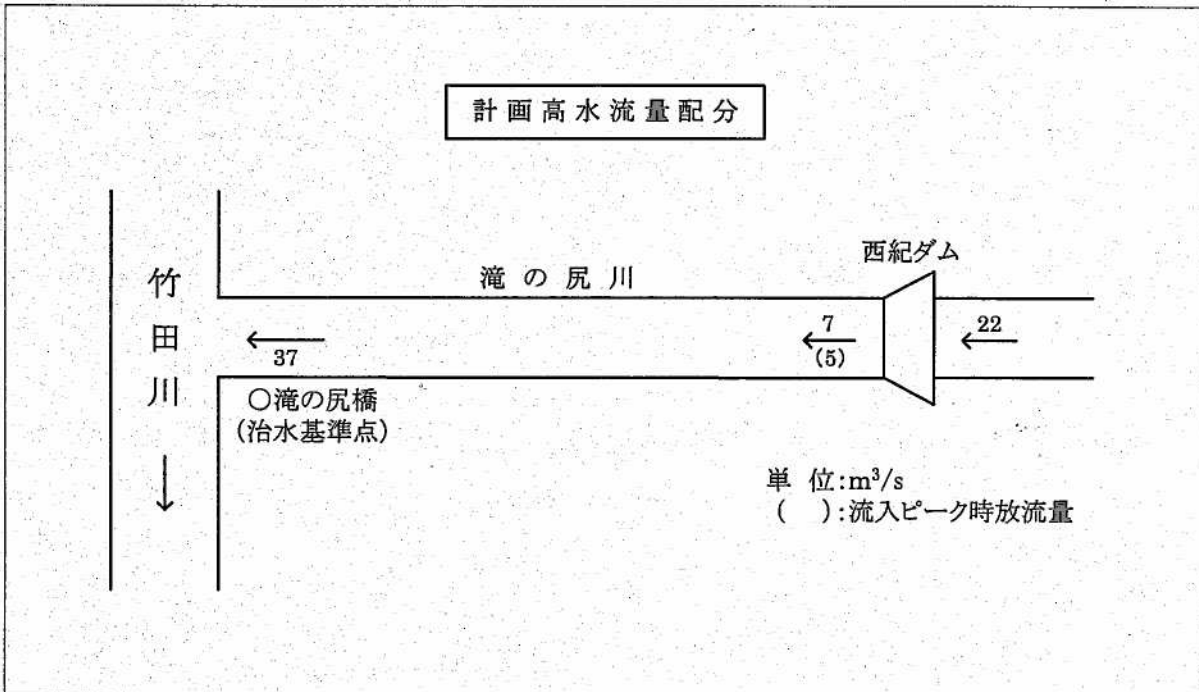 計画高水流量配分
西紀ダム
滝の尻川
竹田川
7
(5)
22
37
○滝の尻橋
(治水基準点)
単 位:m³/s
( ):流入ピーク時放流量